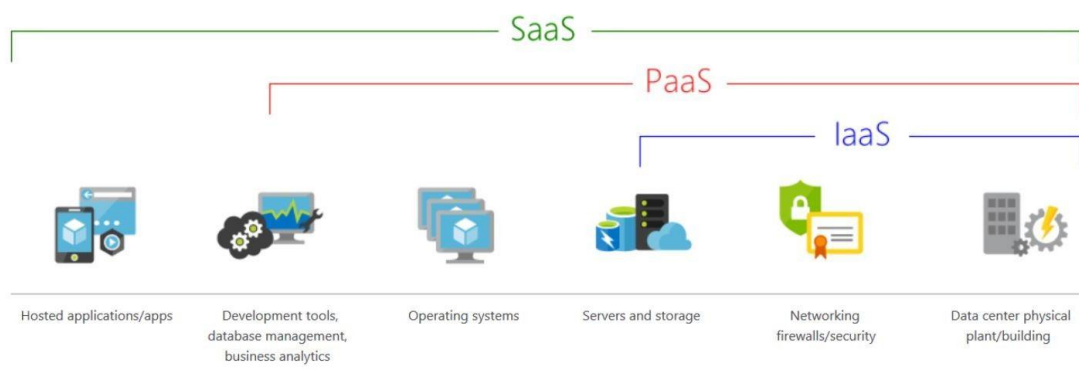 SaaS
PaaS
IaaS
Hosted applications/apps
Development tools,
database management,
business analytics
Operating systems
Servers and storage
Networking
firewalls/security
Data center physical
plant/building